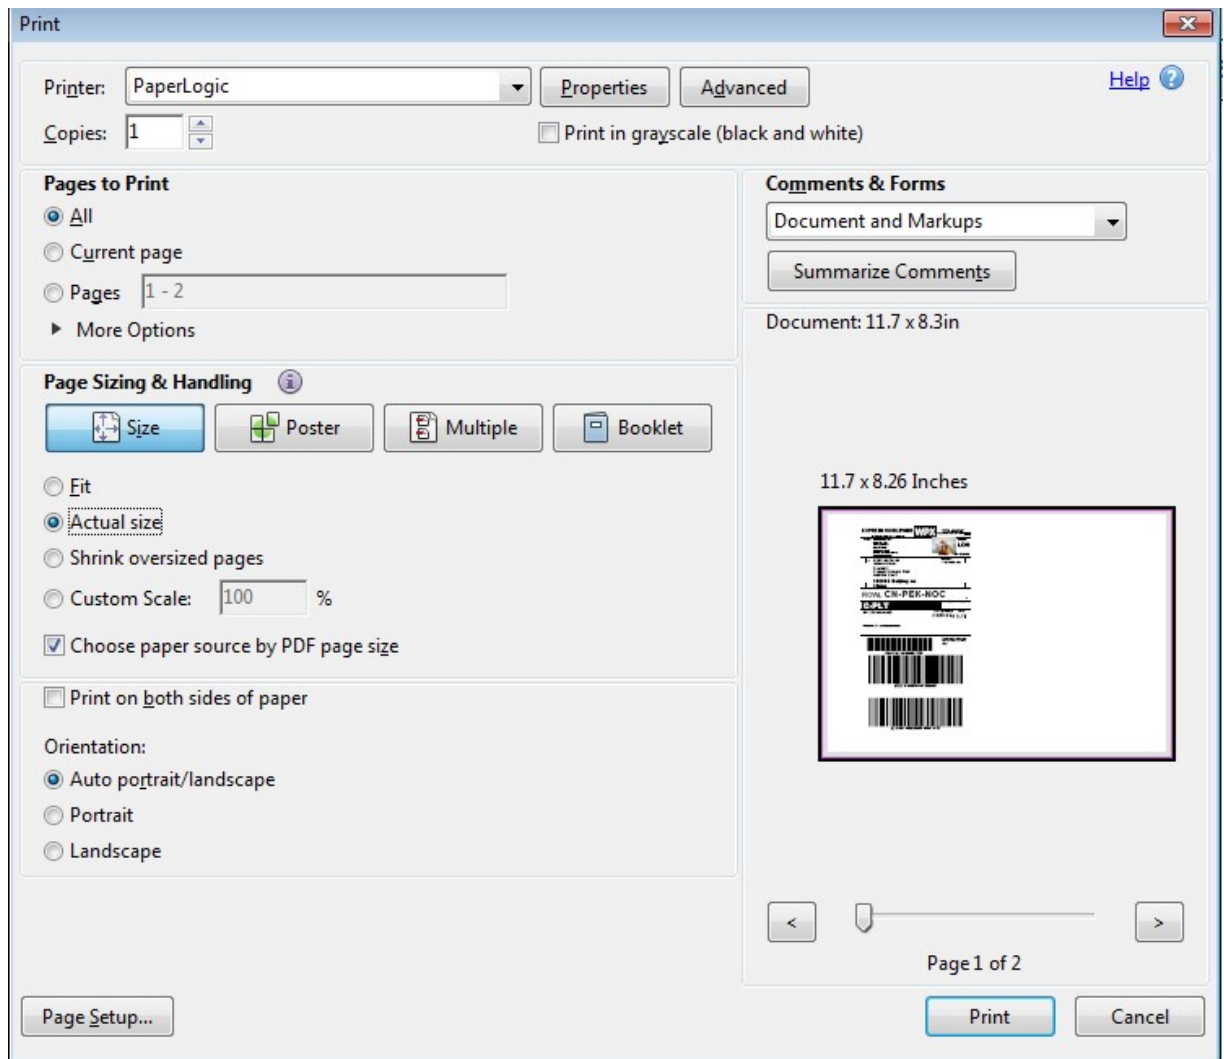 Print
Printer: PaperLogic Properties Advanced Help
Copies: 1 Print in grayscale (black and white)
Pages to Print
All
Current page
Pages 1 - 2
More Options
Comments & Forms
Document and Markups
Summarize Comments
Page Sizing & Handling
Size Poster Multiple Booklet
Fit
Actual size
Shrink oversized pages
Custom Scale: 100 %
Choose paper source by PDF page size
Print on both sides of paper
Orientation:
Auto portrait/landscape
Portrait
Landscape
Document: 11.7 x 8.3in
11.7 x 8.26 Inches
WPX
CN-PEK-NOC
C-PLT
<
>
Page 1 of 2
Page Setup... Print Cancel